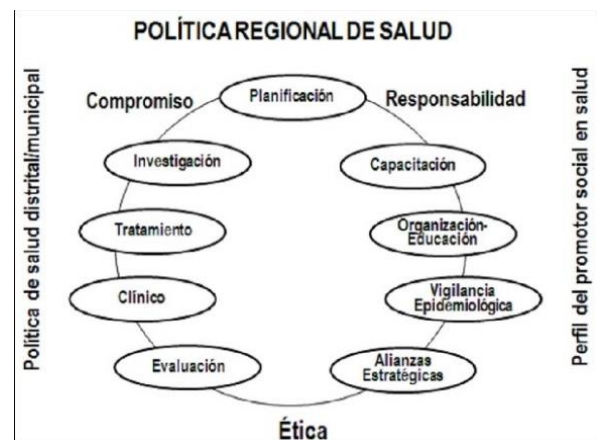 POLÍTICA REGIONAL DE SALUD
Política de salud distrital/municipal
Compromiso
Planificación
Responsabilidad
Investigación
Capacitación
Tratamiento
Organización-
Educación
Clínico
Vigilancia
Epidemiológica
Evaluación
Alianzas
Estratégicas
Ética
Perfil del promotor social en salud